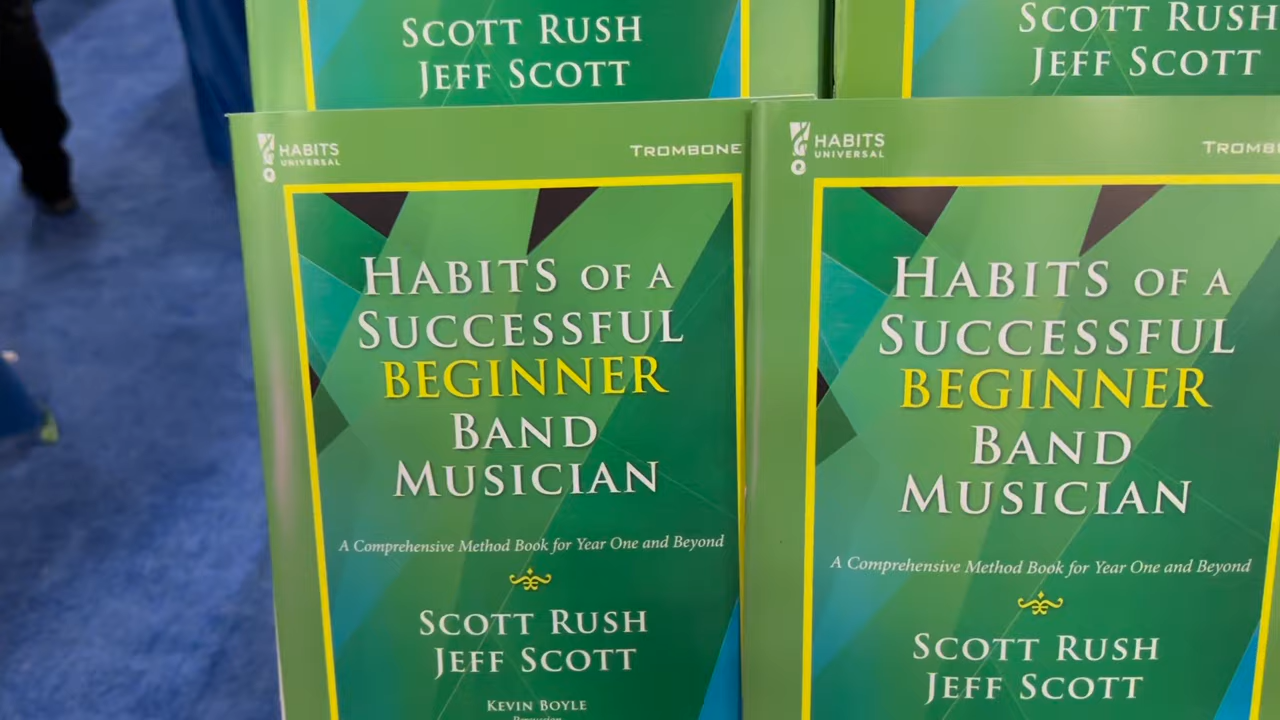 SCOTT RUSH
JEFF SCOTT
SCOTT RUSH
JEFF SCOTT
HABITS
UNIVERSAL
TROMBONE
HABITS OF A
SUCCESSFUL
BEGINNER
BAND
MUSICIAN
A Comprehensive Method Book for Year One and Beyond
SCOTT RUSH
JEFF SCOTT
KEVIN BOYLE
HABITS
UNIVERSAL
TROMB
HABITS OF A
SUCCESSFUL
BEGINNER
BAND
MUSICIAN
A Comprehensive Method Book for Year One and Beyond
SCOTT RUSH
JEFF SCOTT